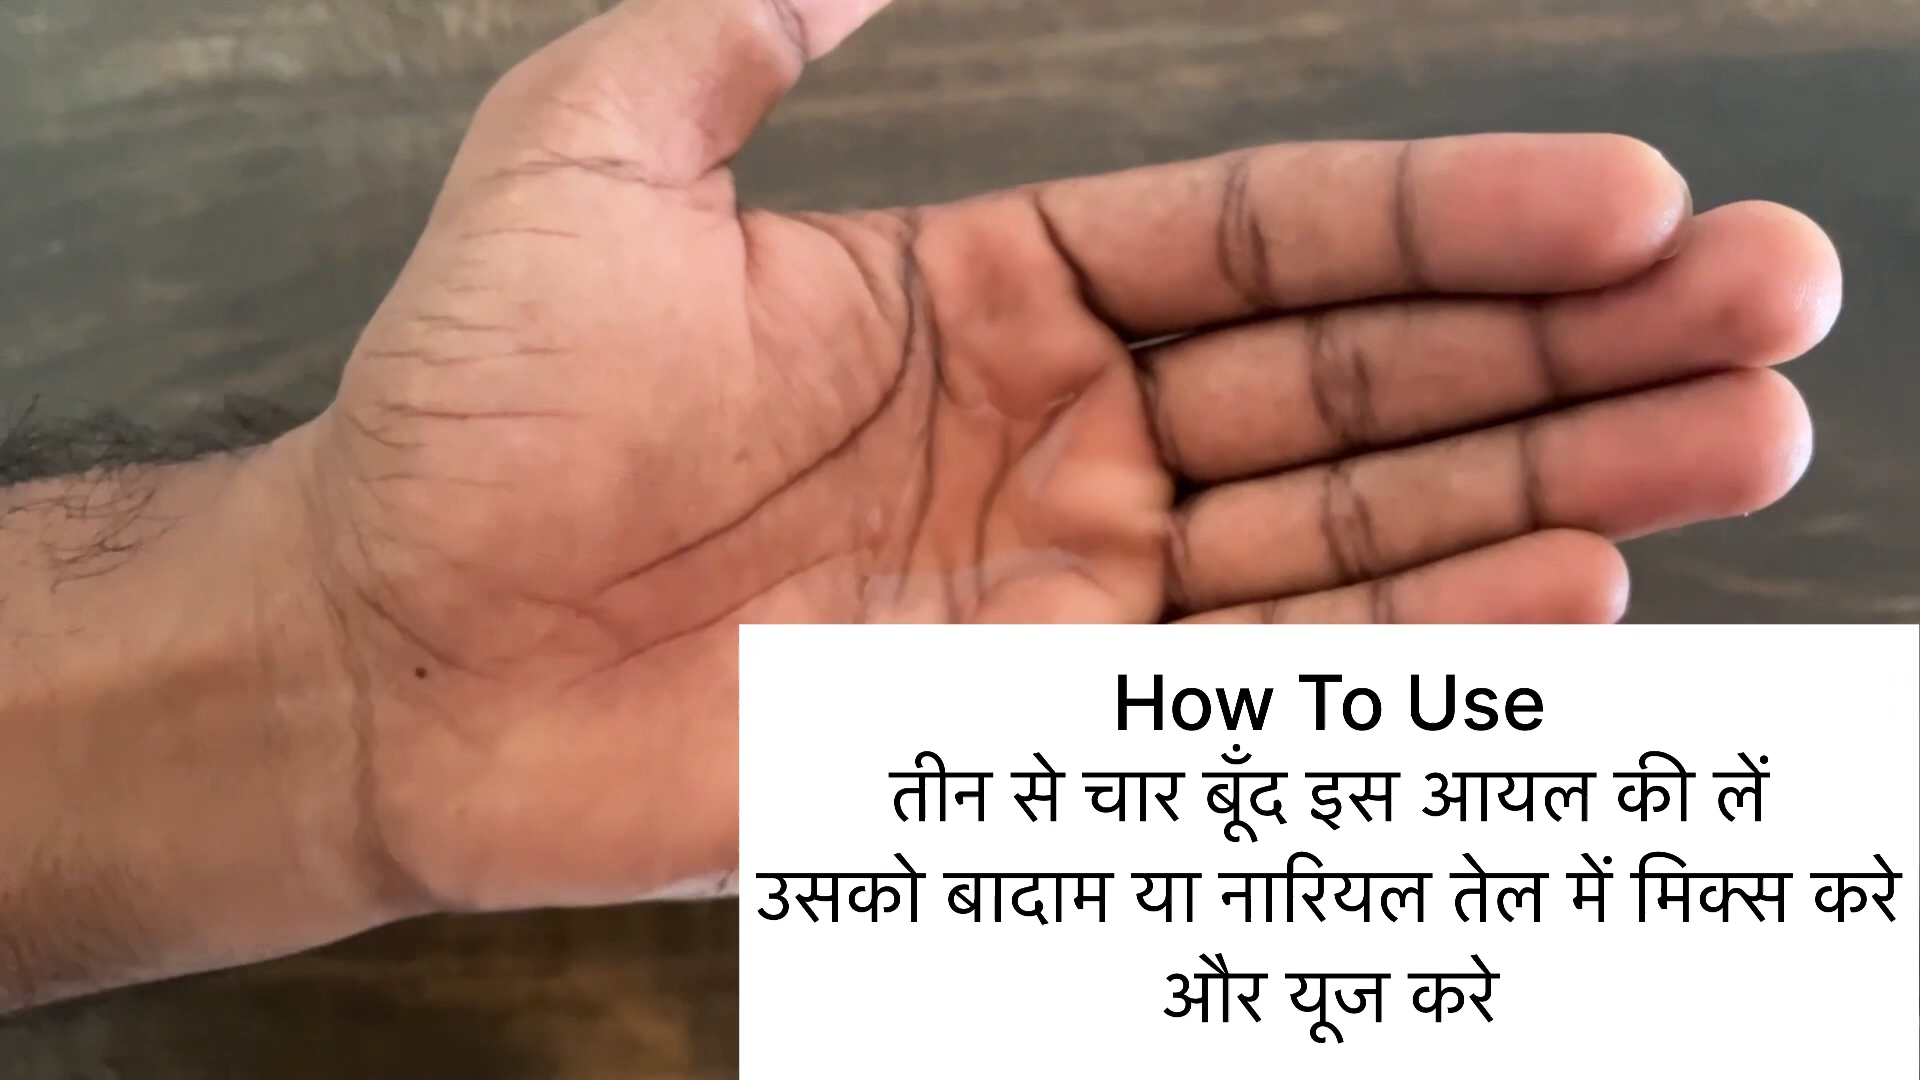 How To Use
तीन से चार बूँद इस आयल की लें
उसको बादाम या नारियल तेल में मिक्स करे
और यूज करे